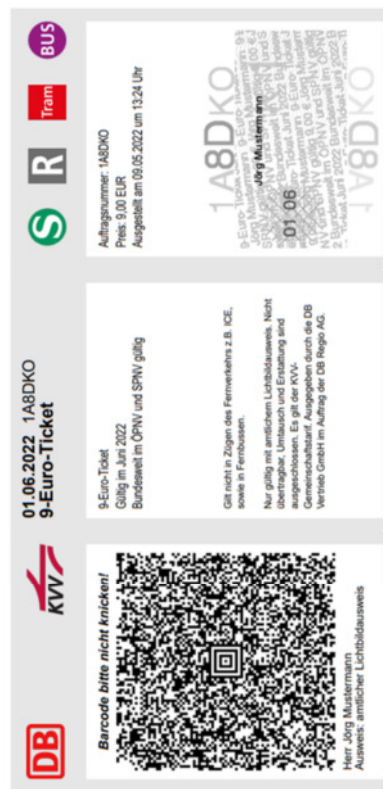 DB
KVV
01.06.2022 1A8DKO
9-Euro-Ticket
S
R
Tram
BUS
Barcode bitte nicht knicken!
Herr Jörg Mustermann
Ausweis: amtlicher Lichtbildausweis
9-Euro-Ticket
Gültig im Juni 2022
Bundesweit im ÖPNV und SPNV gültig
Gilt nicht in Zügen des Fernverkehrs z.B. ICE,
sowie in Fernbussen.
Nur gültig mit amtlichem Lichtbildausweis. Nicht
übertragbar, Umtausch und Erstattung sind
ausgeschlossen. Es gilt der KVV-
Gemeinschaftstarif. Ausgegeben durch die DB
Vertrieb GmbH im Auftrag der DB Regio AG.
Auftragsnummer: 1A8DKO
Preis: 9,00 EUR
Ausgestellt am 09.05.2022 um 13:24 Uhr
1A8DKO
Jörg Mustermann
01 06
1A8DKO